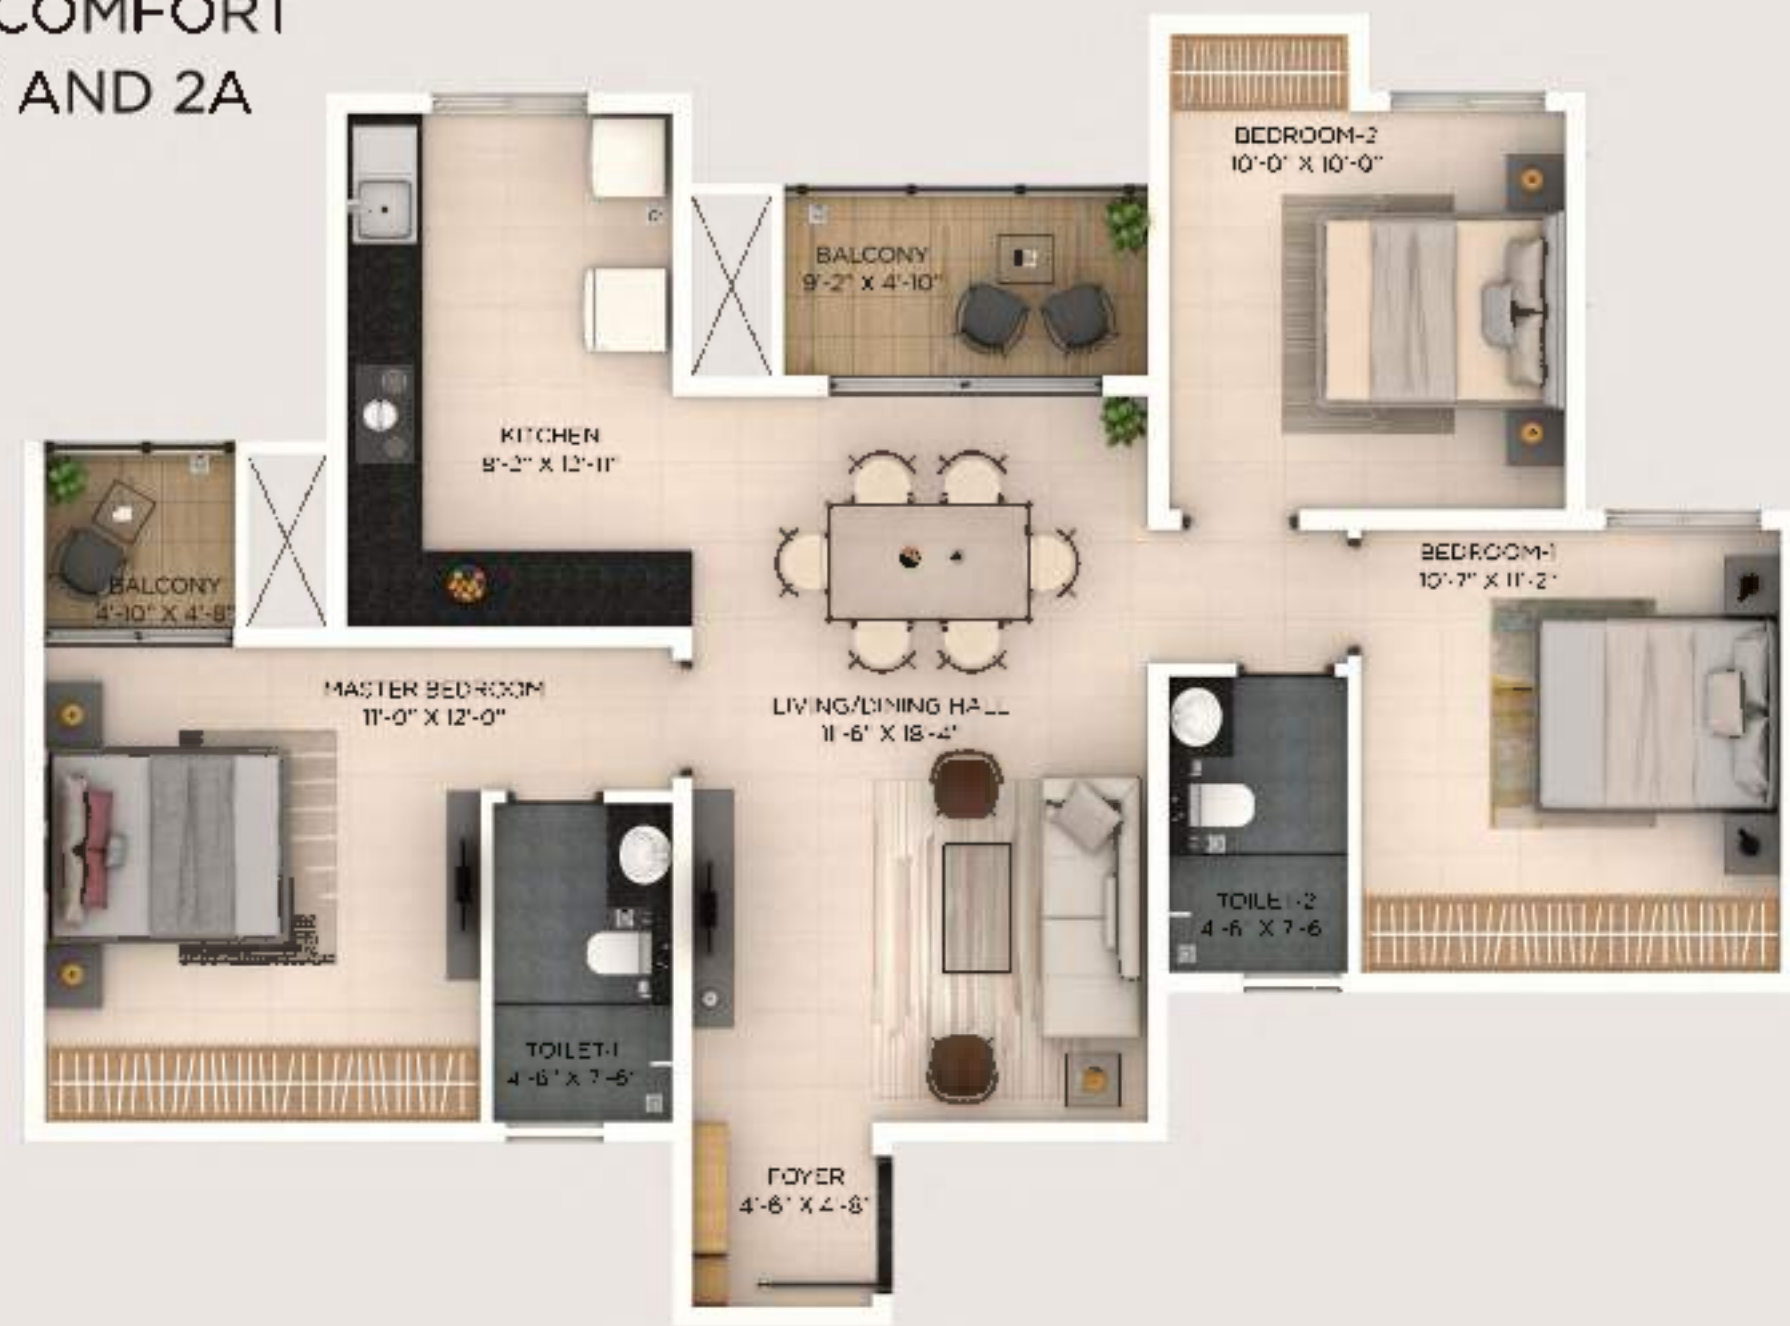 COMFORT
AND 2A
BEDROOM-2
10'-0" X 10'-0"
BALCONY
9'-2" X 4'-10"
KITCHEN
8'-2" X 12'-11"
BEDROOM-1
10'-7" X 11'-2"
BALCONY
4'-10" X 4'-8"
MASTER BEDROOM
11'-0" X 12'-0"
LIVING/DINING HALL
11'-6" X 18'-4"
TOILET-2
4'-6" X 7'-6
TOILET-1
4'-6" X 7'-6"
FOYER
4'-6" X 4'-8"